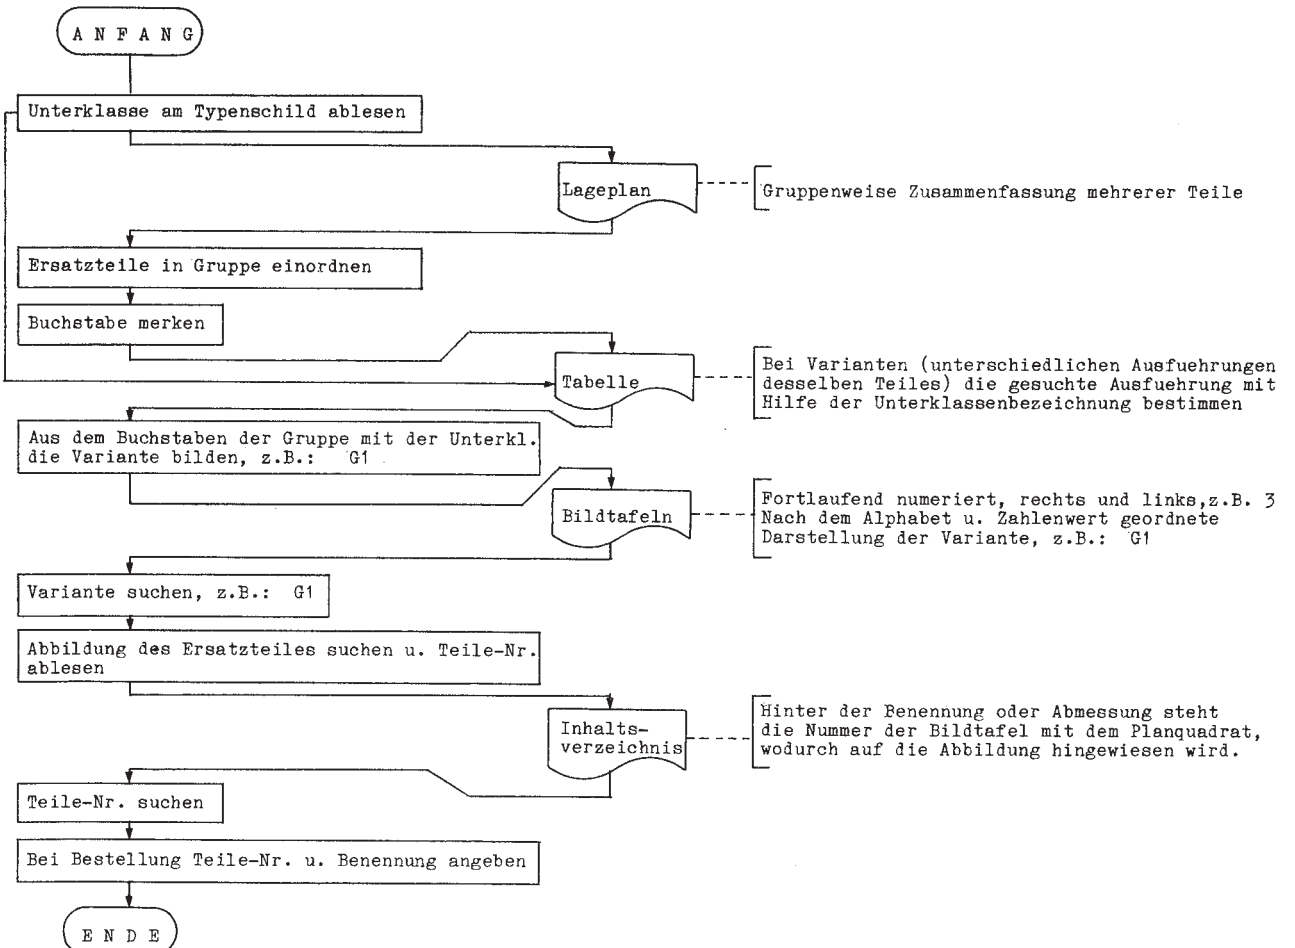 A N F A N G
Unterklasse am Typenschild ablesen
Lageplan
Gruppenweise Zusammenfassung mehrerer Teile
Ersatzteile in Gruppe einordnen
Buchstabe merken
Tabelle
Bei Varianten (unterschiedlichen Ausfuehrungen
desselben Teiles) die gesuchte Ausfuehrung mit
Hilfe der Unterklassenbezeichnung bestimmen
Aus dem Buchstaben der Gruppe mit der Unterkl.
die Variante bilden, z.B.: G1
Bildtafeln
Fortlaufend numeriert, rechts und links,z.B. 3
Nach dem Alphabet u. Zahlenwert geordnete
Darstellung der Variante, z.B.: G1
Variante suchen, z.B.: G1
Abbildung des Ersatzteiles suchen u. Teile-Nr.
ablesen
Inhalts-
verzeichnis
Hinter der Benennung oder Abmessung steht
die Nummer der Bildtafel mit dem Planquadrat,
wodurch auf die Abbildung hingewiesen wird.
Teile-Nr. suchen
Bei Bestellung Teile-Nr. u. Benennung angeben
E N D E